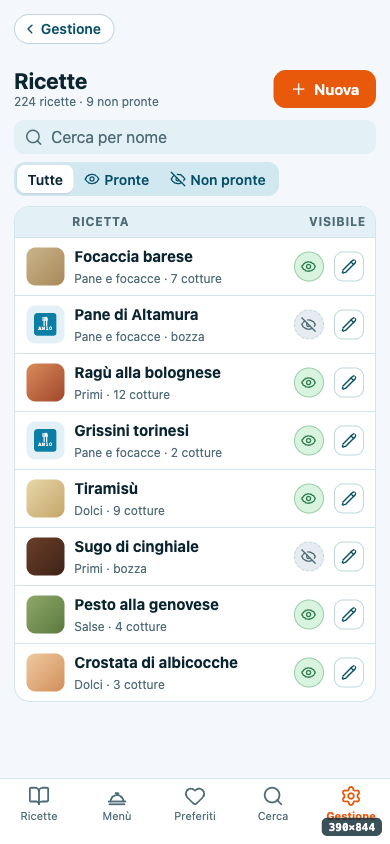 Gestione
Ricette
224 ricette · 9 non pronte
Nuova
Cerca per nome
Tutte Pronte Non pronte
RICETTA VISIBILE
Focaccia barese
Pane e focacce · 7 cotture
Pane di Altamura
Pane e focacce · bozza
Ragù alla bolognese
Primi · 12 cotture
Grissini torinesi
Pane e focacce · 2 cotture
Tiramisù
Dolci · 9 cotture
Sugo di cinghiale
Primi · bozza
Pesto alla genovese
Salse · 4 cotture
Crostata di albicocche
Dolci · 3 cotture
Ricette Menù Preferiti Cerca Gestione
390×844